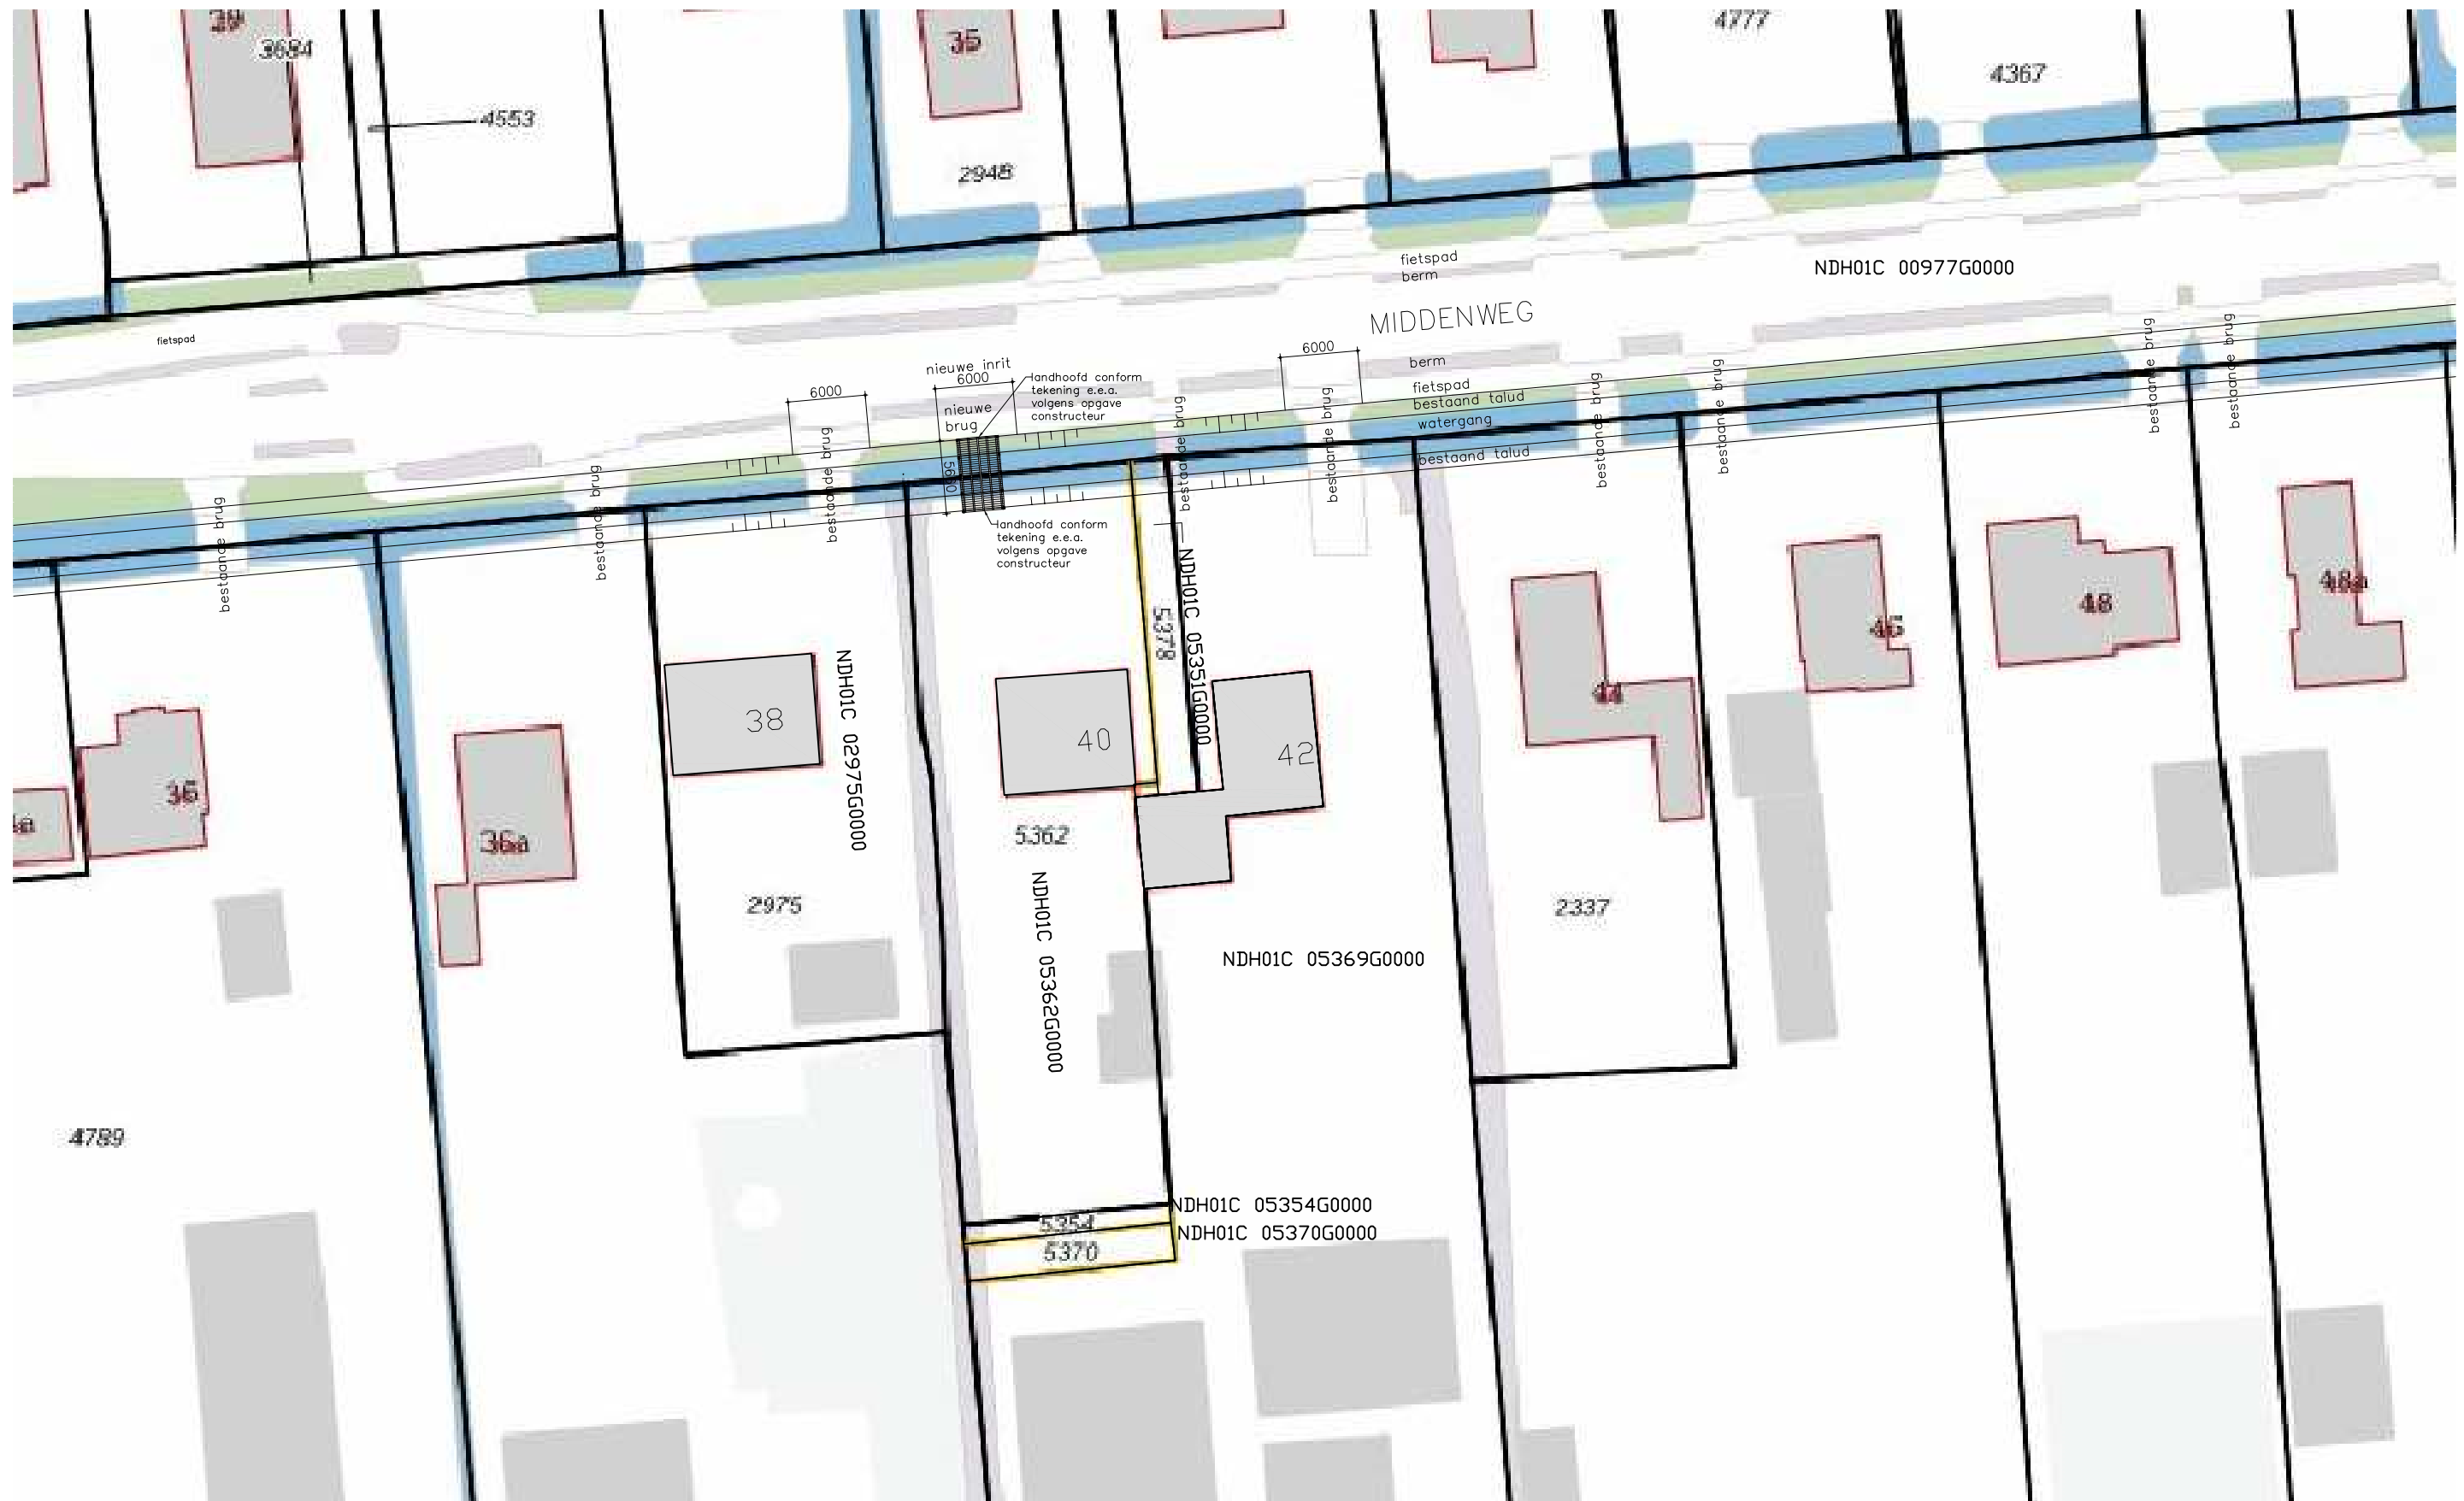 39
3684
4553
35
2948
4777
4367
fietspad
berm
NDH01C 00977G0000
MIDDENWEG
fietspad
nieuwe inrit
6000
6000
6000
nieuwe
brug
landhoofd conform
tekening e.e.a.
volgens opgave
constructeur
berm
fietspad
bestaand talud
watergang
bestaand talud
bestaande brug
bestaande brug
bestaande brug
bestaande brug
bestaande brug
bestaande brug
bestaande brug
bestaande brug
bestaande brug
landhoofd conform
tekening e.e.a.
volgens opgave
constructeur
NDH01C 05351G0000
5378
36
36a
38
NDH01C 02975G0000
40
42
44
46
48
48a
5362
2975
NDH01C 05362G0000
NDH01C 05369G0000
2337
4789
NDH01C 05354G0000
5354
NDH01C 05370G0000
5370